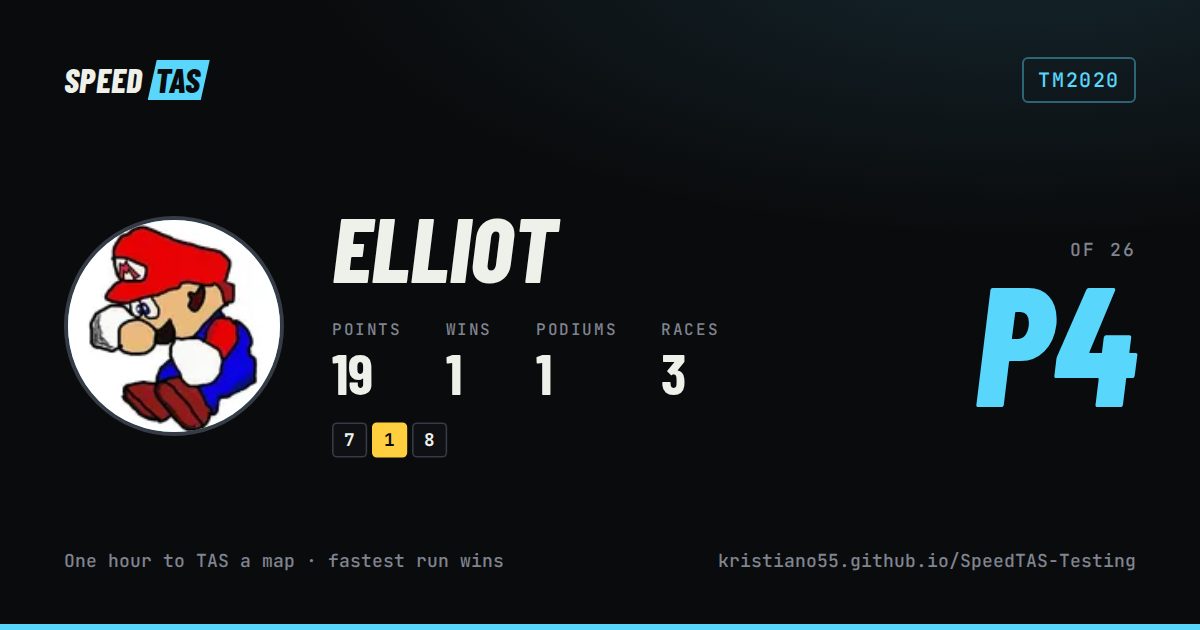 SPEED TAS
TM2020
ELLIOT
POINTS WINS PODIUMS RACES
19 1 1 3
7 1 8
OF 26
P4
One hour to TAS a map · fastest run wins
kristiano55.github.io/SpeedTAS-Testing